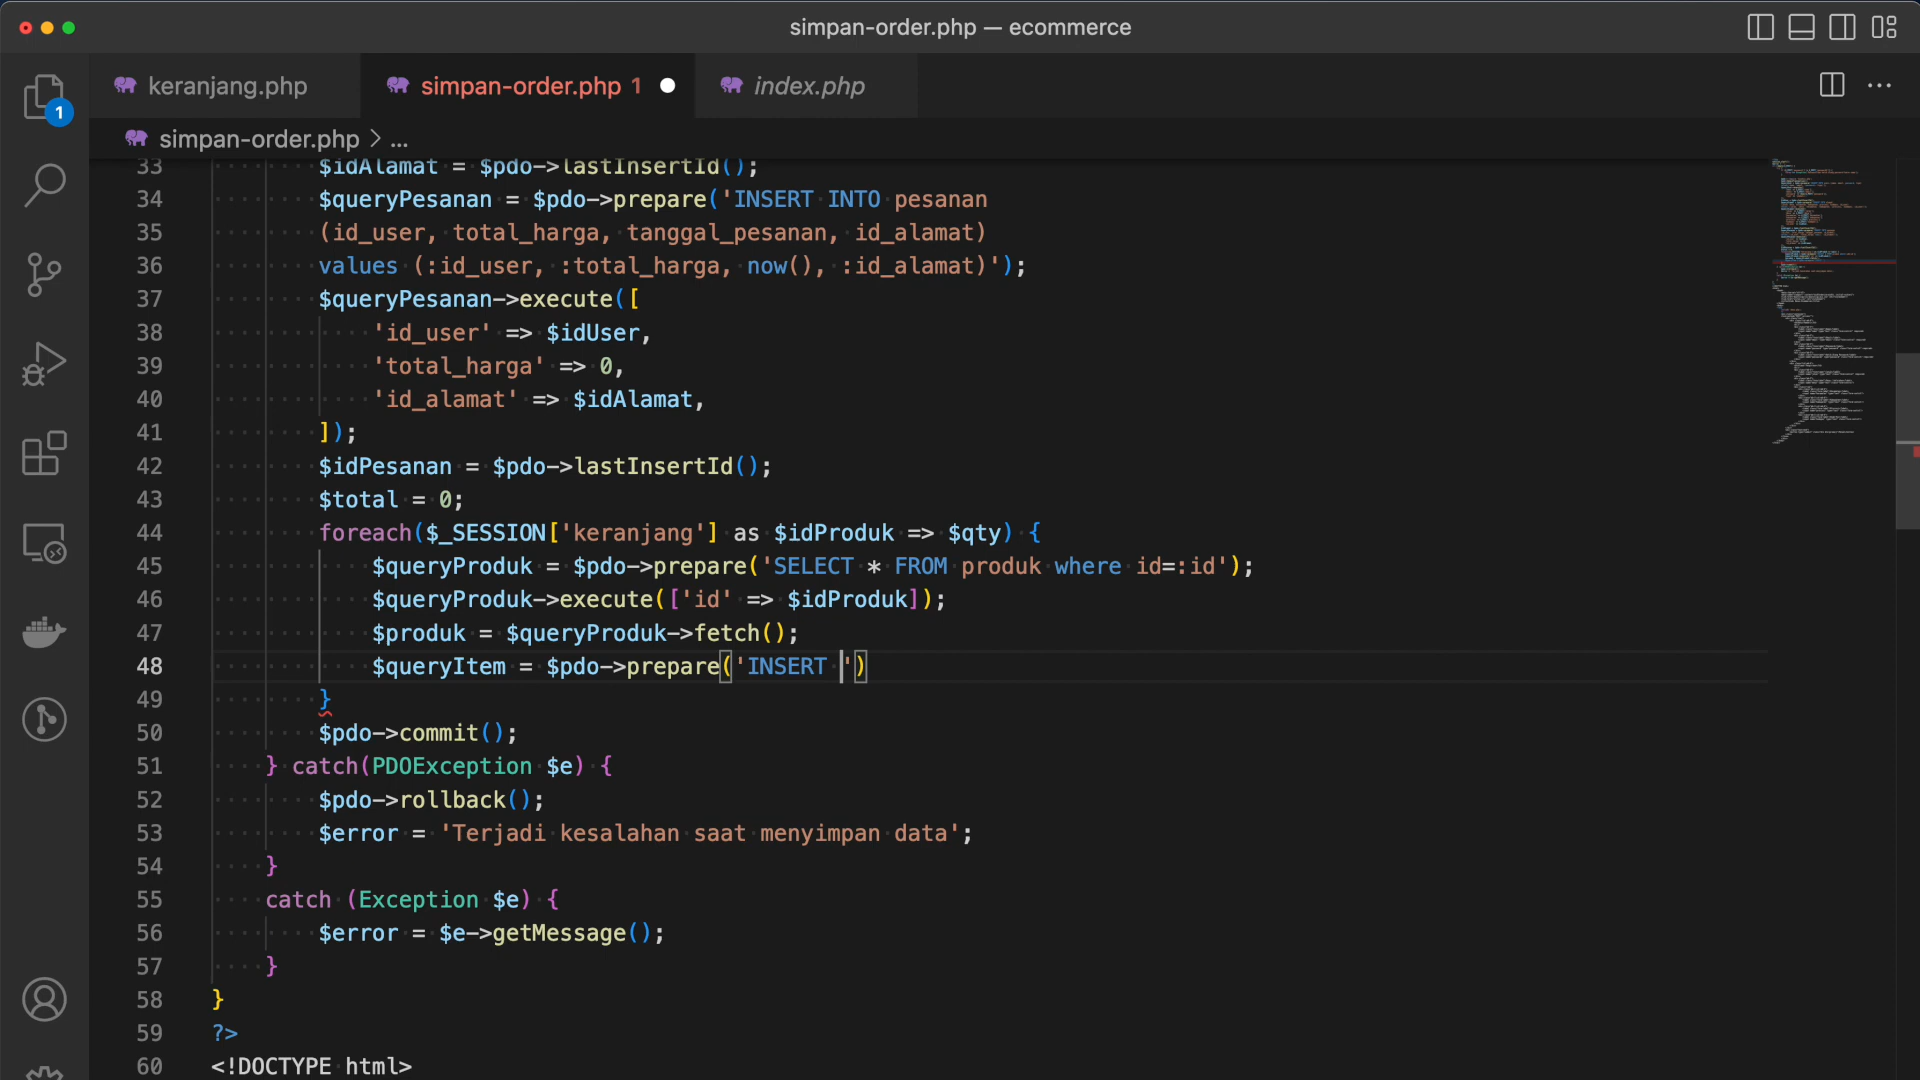 simpan-order.php — ecommerce
keranjang.php
simpan-order.php 1
index.php
1
simpan-order.php > ...
33 $idAlamat = $pdo->lastInsertId();
34 $queryPesanan = $pdo->prepare('INSERT INTO pesanan
35 (id_user, total_harga, tanggal_pesanan, id_alamat)
36 values (:id_user, :total_harga, now(), :id_alamat)');
37 $queryPesanan->execute([
38 'id_user' => $idUser,
39 'total_harga' => 0,
40 'id_alamat' => $idAlamat,
41 ]);
42 $idPesanan = $pdo->lastInsertId();
43 $total = 0;
44 foreach($_SESSION['keranjang'] as $idProduk => $qty) {
45 $queryProduk = $pdo->prepare('SELECT * FROM produk where id=:id');
46 $queryProduk->execute(['id' => $idProduk]);
47 $produk = $queryProduk->fetch();
48 $queryItem = $pdo->prepare('INSERT ')
49 }
50 $pdo->commit();
51 } catch(PDOException $e) {
52 $pdo->rollback();
53 $error = 'Terjadi kesalahan saat menyimpan data';
54 }
55 catch (Exception $e) {
56 $error = $e->getMessage();
57 }
58 }
59 ?>
60 <!DOCTYPE html>